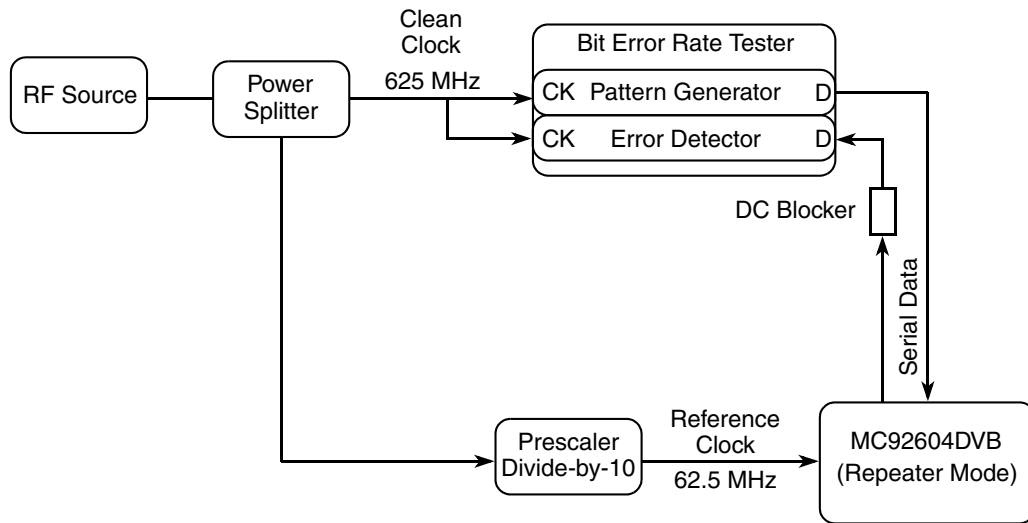 RF Source
Power
Splitter
Clean
Clock
625 MHz
Bit Error Rate Tester
CK Pattern Generator D
CK Error Detector D
DC Blocker
Serial Data
Prescaler
Divide-by-10
Reference
Clock
62.5 MHz
MC92604DVB
(Repeater Mode)